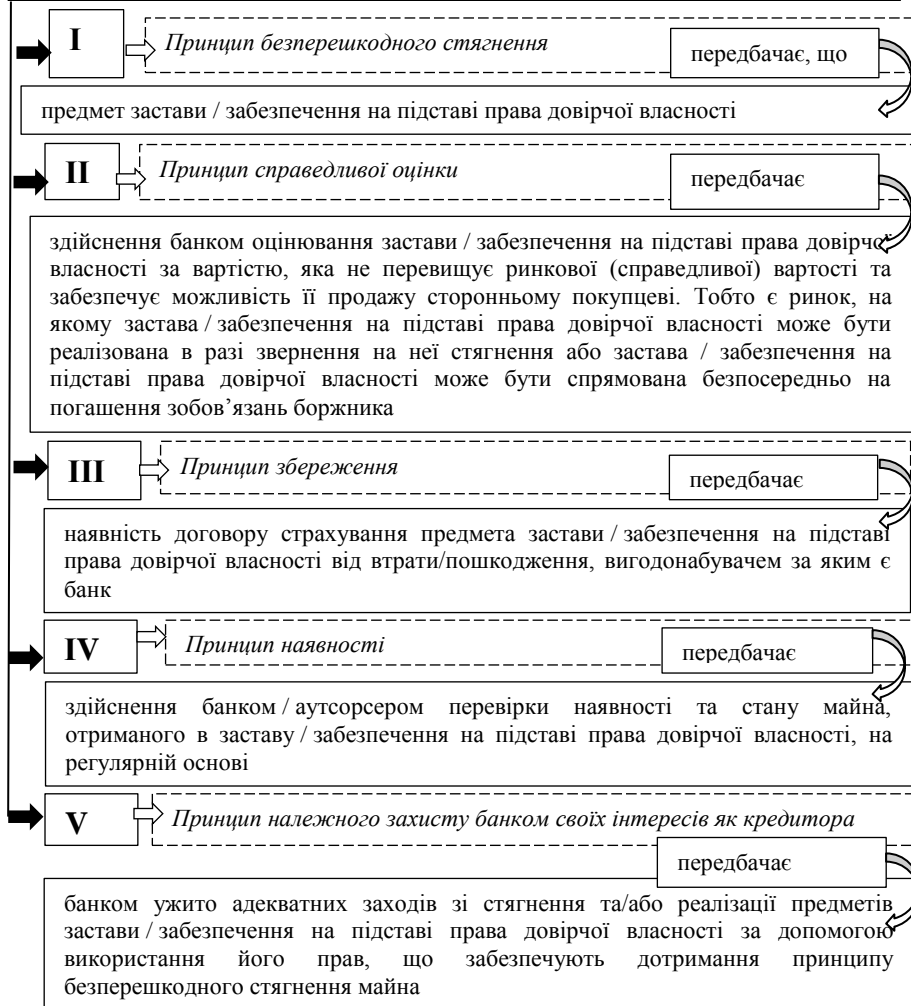 I
Принцип безперешкодного стягнення
передбачає, що
предмет застави / забезпечення на підставі права довірчої власності
II
Принцип справедливої оцінки
передбачає
здійснення банком оцінювання застави / забезпечення на підставі права довірчої
власності за вартістю, яка не перевищує ринкової (справедливої) вартості та
забезпечує можливість її продажу сторонньому покупцеві. Тобто є ринок, на
якому застава / забезпечення на підставі права довірчої власності може бути
реалізована в разі звернення на неї стягнення або застава / забезпечення на
підставі права довірчої власності може бути спрямована безпосередньо на
погашення зобов’язань боржника
III
Принцип збереження
передбачає
наявність договору страхування предмета застави / забезпечення на підставі
права довірчої власності від втрати/пошкодження, вигодонабувачем за яким є
банк
IV
Принцип наявності
передбачає
здійснення банком / аутсорсером перевірки наявності та стану майна,
отриманого в заставу / забезпечення на підставі права довірчої власності, на
регулярній основі
V
Принцип належного захисту банком своїх інтересів як кредитора
передбачає
банком ужито адекватних заходів зі стягнення та/або реалізації предметів
застави / забезпечення на підставі права довірчої власності за допомогою
використання його прав, що забезпечують дотримання принципу
безперешкодного стягнення майна